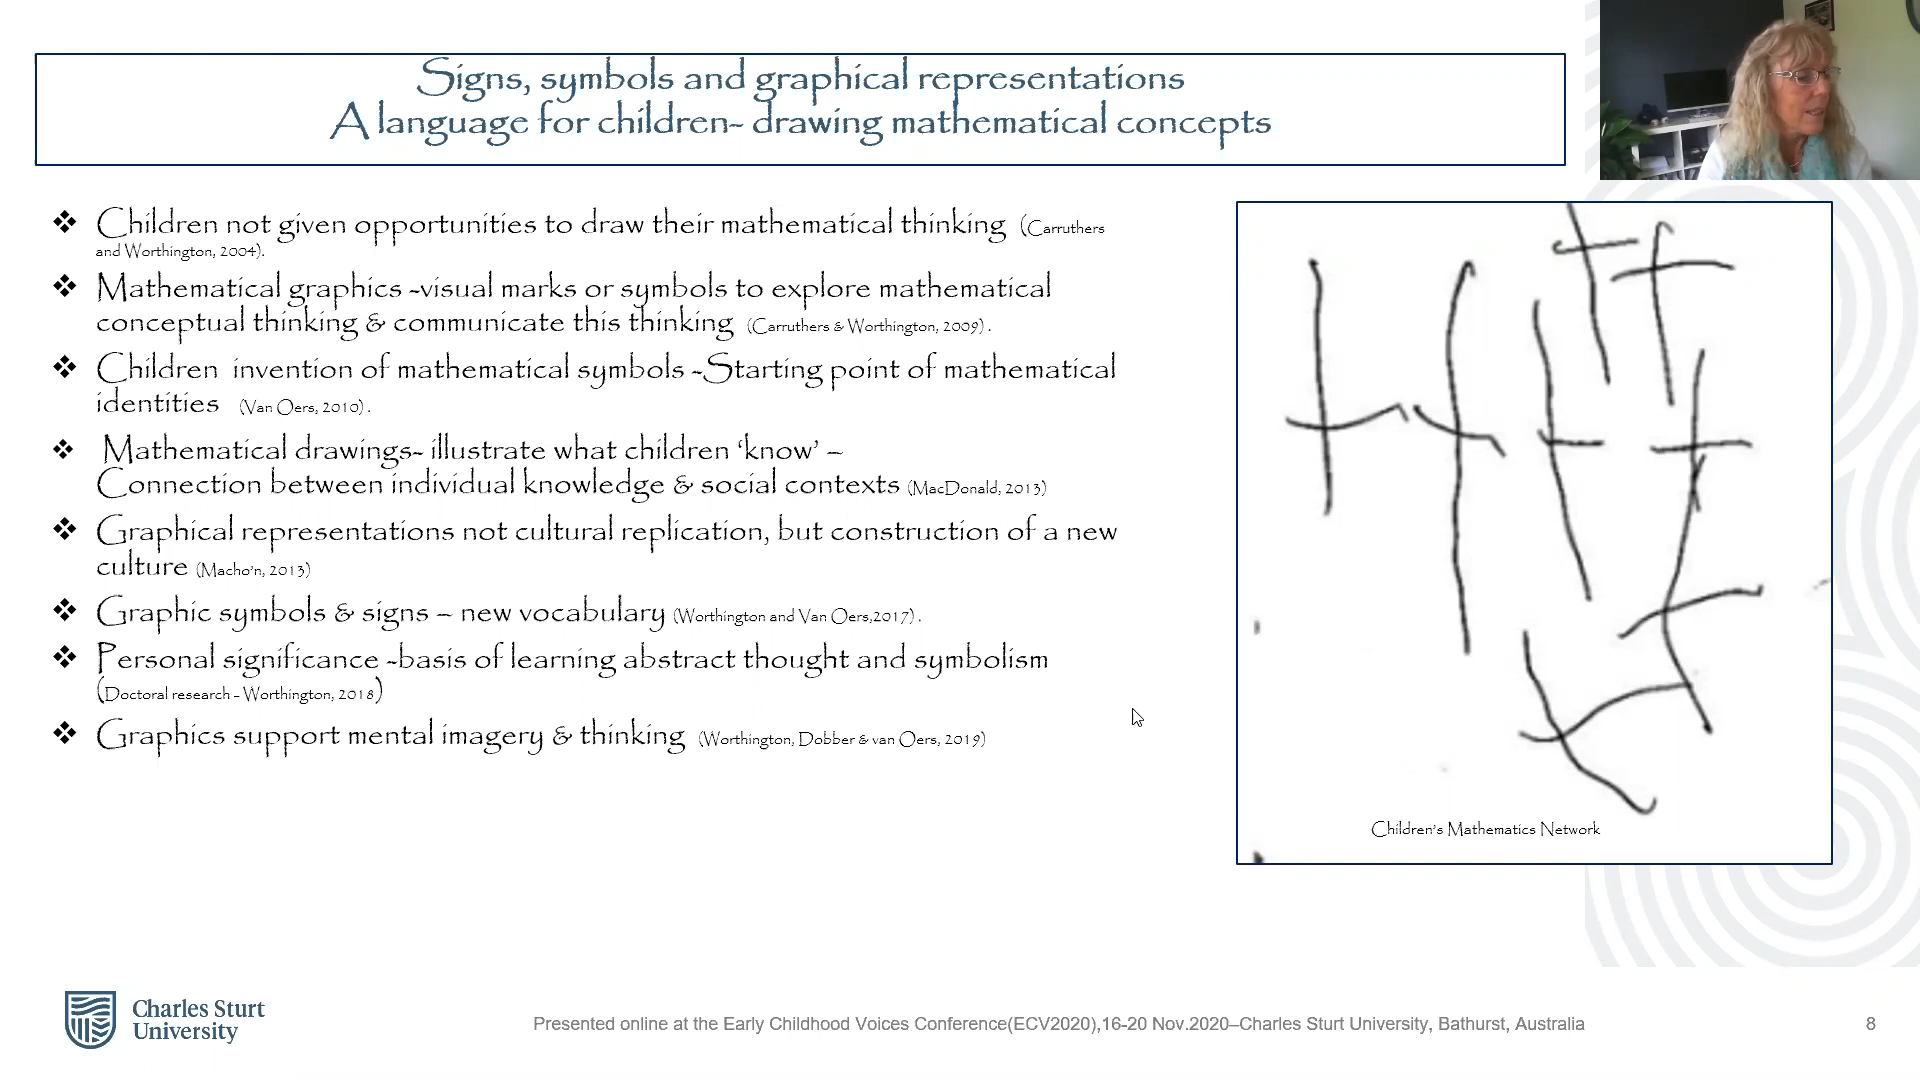 Signs, symbols and graphical representations
A language for children- drawing mathematical concepts
❖ Children not given opportunities to draw their mathematical thinking (Carruthers
and Worthington, 2004).
❖ Mathematical graphics -visual marks or symbols to explore mathematical
conceptual thinking & communicate this thinking (Carruthers & Worthington, 2009).
❖ Children invention of mathematical symbols -Starting point of mathematical
identities (Van Oers, 2010).
❖ Mathematical drawings- illustrate what children ‘know’ –
Connection between individual knowledge & social contexts (MacDonald, 2013)
❖ Graphical representations not cultural replication, but construction of a new
culture (Macho'n, 2013)
❖ Graphic symbols & signs – new vocabulary (Worthington and Van Oers,2017).
❖ Personal significance -basis of learning abstract thought and symbolism
(Doctoral research - Worthington, 2018)
❖ Graphics support mental imagery & thinking (Worthington, Dobber & van Oers, 2019)
Children's Mathematics Network
Charles Sturt
University
Presented online at the Early Childhood Voices Conference(ECV2020),16-20 Nov.2020–Charles Sturt University, Bathurst, Australia
8